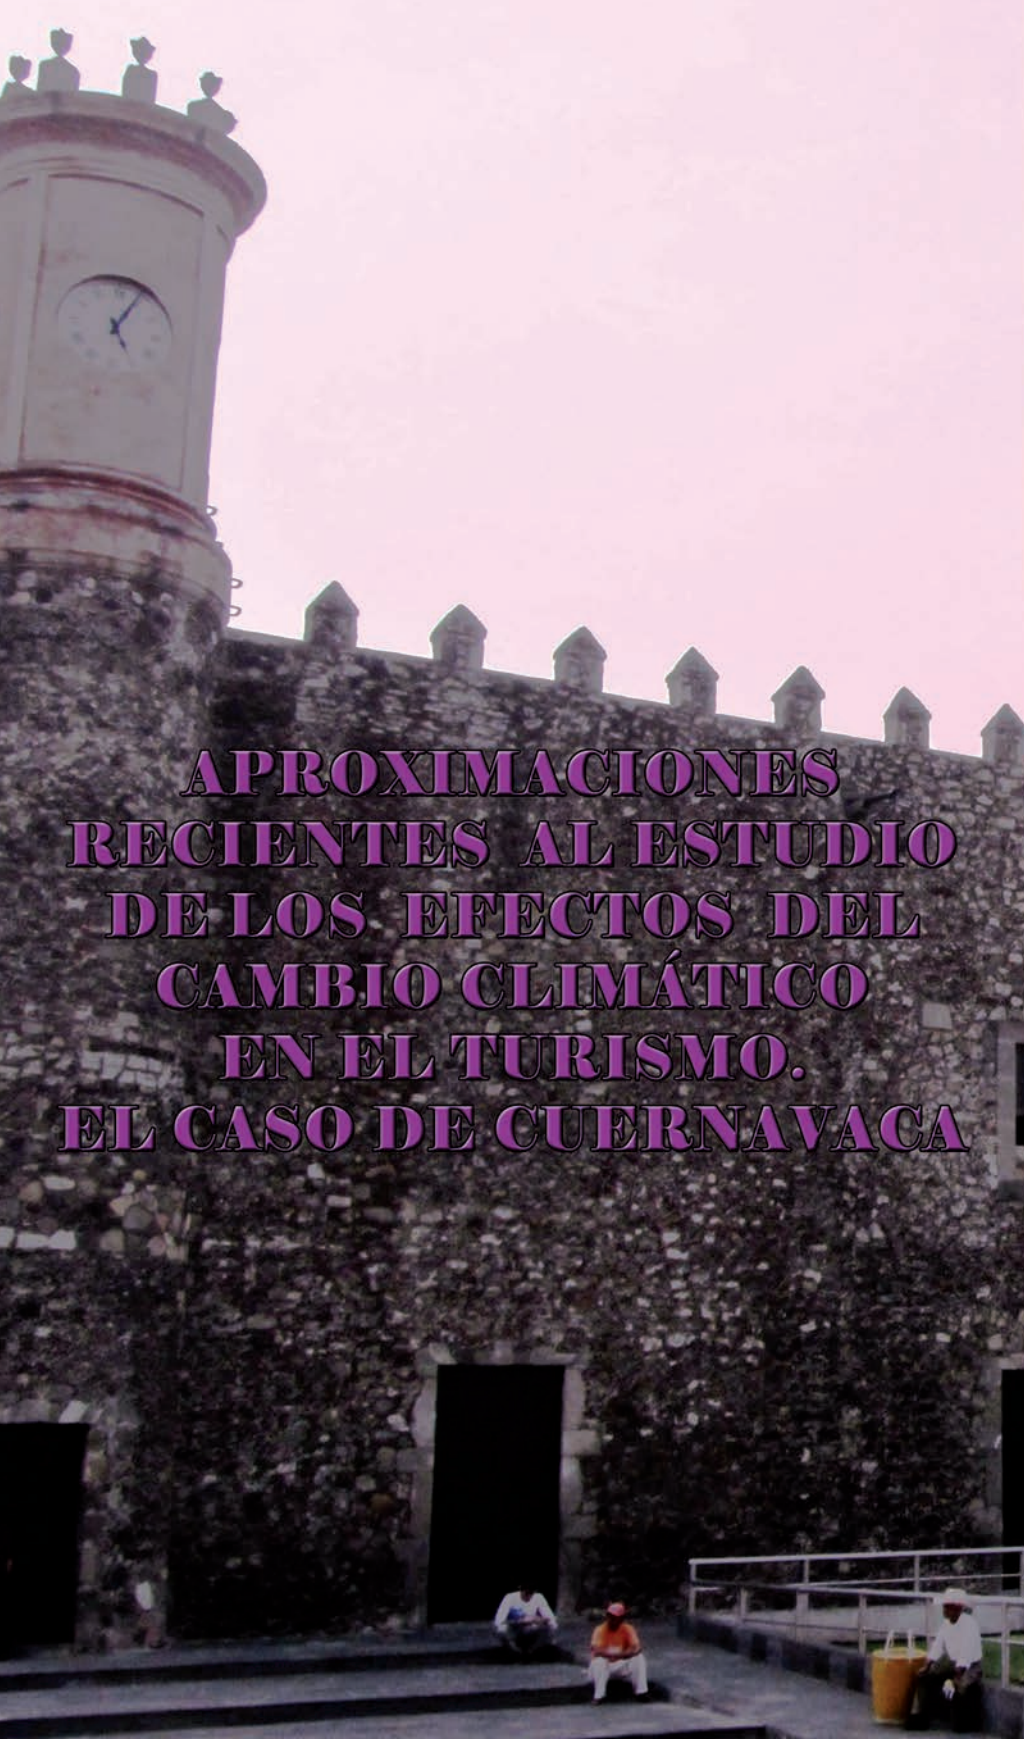 APROXIMACIONES
RECIENTES AL ESTUDIO
DE LOS EFECTOS DEL
CAMBIO CLIMÁTICO
EN EL TURISMO.
EL CASO DE CUERNAVACA